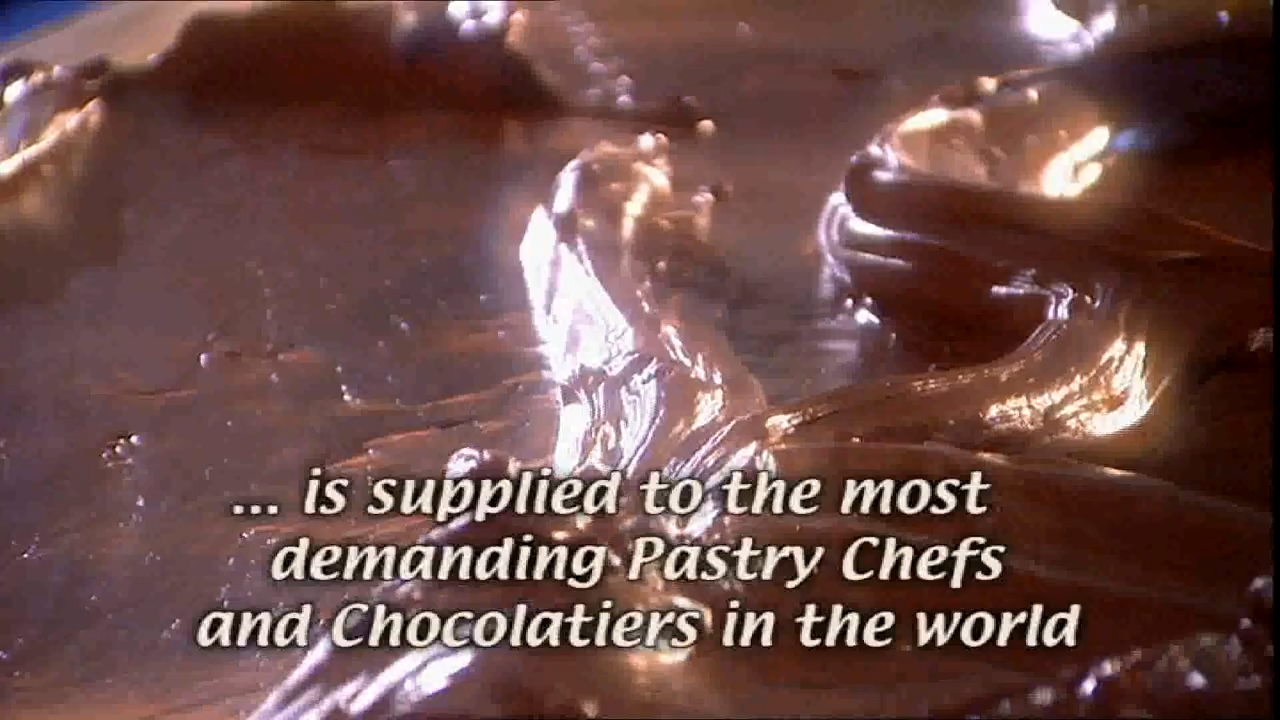 ... is supplied to the most
demanding Pastry Chefs
and Chocolatiers in the world